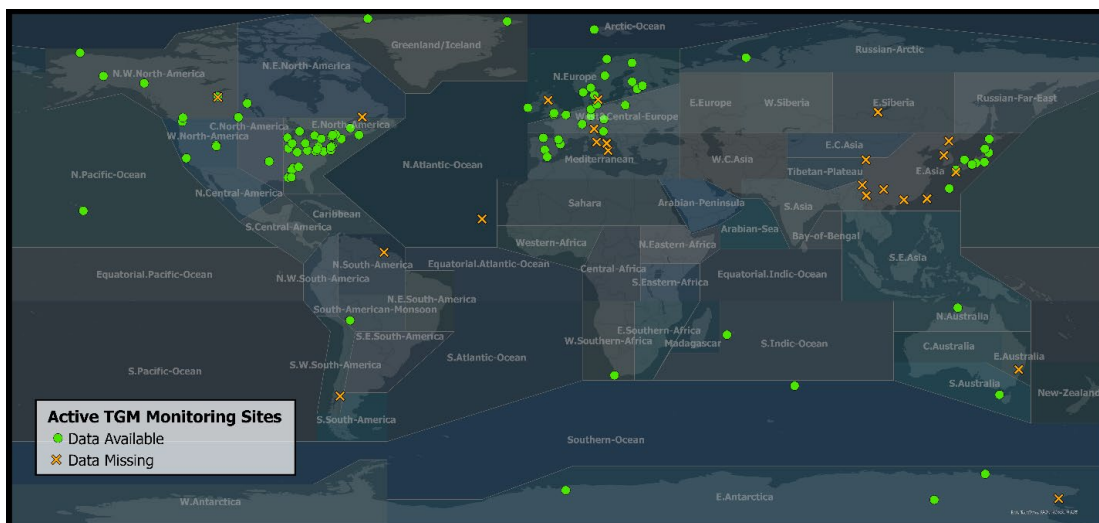 Arctic-Ocean
Greenland/Iceland
Russian-Arctic
N.W.North-America
N.E.North-America
N.Europe
E.Europe
W.Siberia
E.Siberia
Russian-Far-East
C.North-America
E.North-America
West&Central-Europe
W.North-America
E.C.Asia
N.Atlantic-Ocean
Mediterranean
W.C.Asia
Tibetan-Plateau
E.Asia
N.Pacific-Ocean
N.Central-America
Sahara
Arabian-Peninsula
S.Asia
Caribbean
S.Central-America
Arabian-Sea
Bay-of-Bengal
Western-Africa
N.Eastern-Africa
S.E.Asia
Equatorial.Pacific-Ocean
N.South-America
Equatorial.Atlantic-Ocean
Central-Africa
Equatorial.Indic-Ocean
N.W.South-America
S.Eastern-Africa
N.E.South-America
South-American-Monsoon
N.Australia
S.E.South-America
E.Southern-Africa
W.Southern-Africa
Madagascar
S.Indic-Ocean
C.Australia
S.Atlantic-Ocean
E.Australia
S.W.South-America
S.Pacific-Ocean
S.Australia
New-Zealand
S.South-America
Active TGM Monitoring Sites
Data Available
Data Missing
Southern-Ocean
W.Antarctica
E.Antarctica